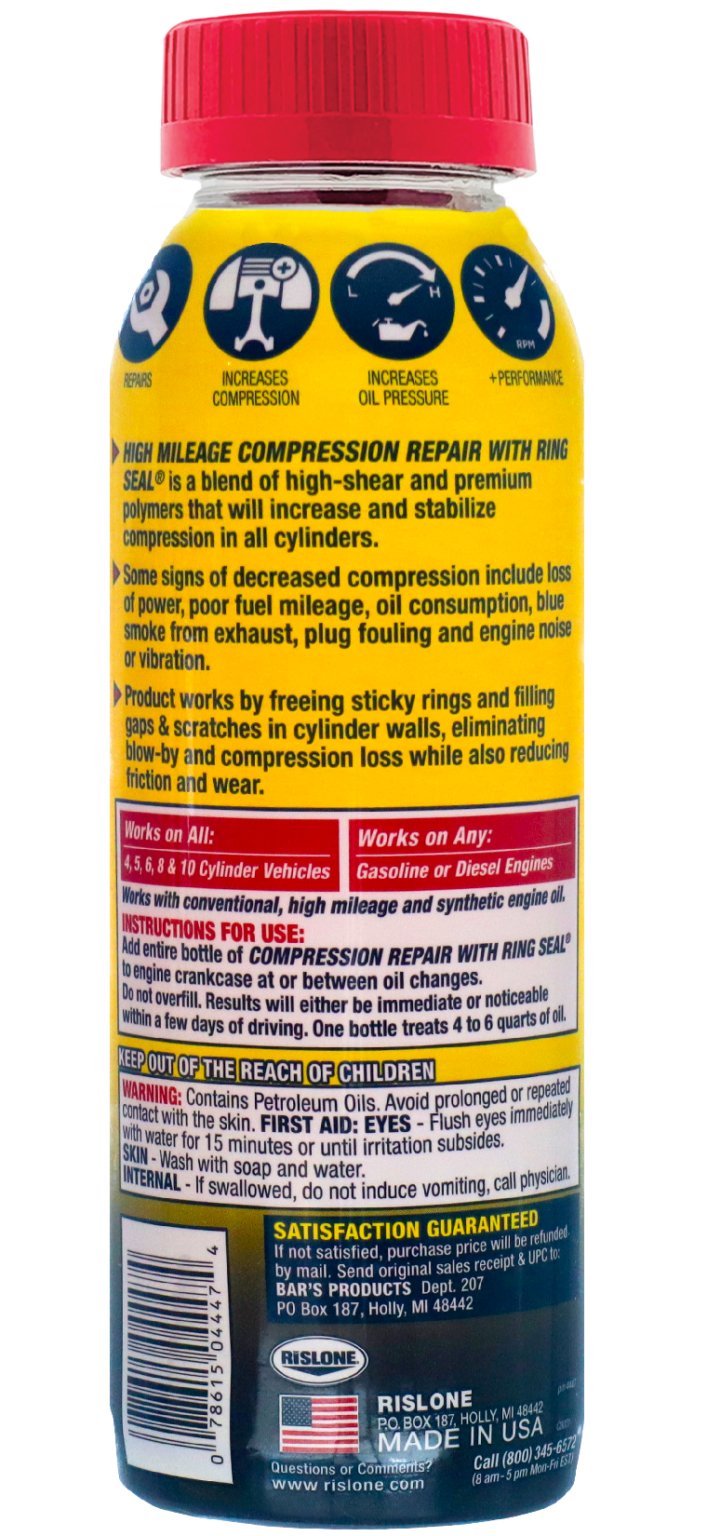 L H
RPM
REPAIRS
INCREASES
COMPRESSION
INCREASES
OIL PRESSURE
+PERFORMANCE
HIGH MILEAGE COMPRESSION REPAIR WITH RING
SEAL® is a blend of high-shear and premium
polymers that will increase and stabilize
compression in all cylinders.
Some signs of decreased compression include loss
of power, poor fuel mileage, oil consumption, blue
smoke from exhaust, plug fouling and engine noise
or vibration.
Product works by freeing sticky rings and filling
gaps & scratches in cylinder walls, eliminating
blow-by and compression loss while also reducing
friction and wear.
Works on All:
4, 5, 6, 8 & 10 Cylinder Vehicles
Works on Any:
Gasoline or Diesel Engines
Works with conventional, high mileage and synthetic engine oil.
INSTRUCTIONS FOR USE:
Add entire bottle of COMPRESSION REPAIR WITH RING SEAL®
to engine crankcase at or between oil changes.
Do not overfill. Results will either be immediate or noticeable
within a few days of driving. One bottle treats 4 to 6 quarts of oil.
KEEP OUT OF THE REACH OF CHILDREN
WARNING: Contains Petroleum Oils. Avoid prolonged or repeated
contact with the skin. FIRST AID: EYES - Flush eyes immediately
with water for 15 minutes or until irritation subsides.
SKIN - Wash with soap and water.
INTERNAL - If swallowed, do not induce vomiting, call physician.
SATISFACTION GUARANTEED
If not satisfied, purchase price will be refunded
by mail. Send original sales receipt & UPC to:
BAR'S PRODUCTS Dept. 207
PO Box 187, Holly, MI 48442
0 78615 04447 4
RISLONE
RISLONE
P.O. BOX 187, HOLLY, MI 48442
MADE IN USA
Questions or Comments?
www rislone com
Call (800) 345-6572
(8 am - 5 pm Mon-Fri EST)